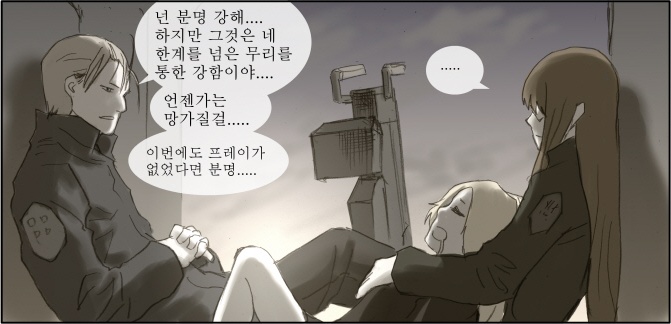 넌 분명 강해....
하지만 그것은 네
한계를 넘은 무리를
통한 강함이야....
언젠가는
망가질걸.....
이번에도 프레이가
없었다면 분명.....
.....